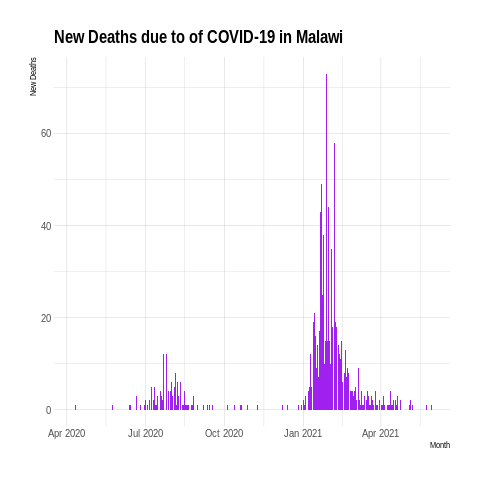 New Deaths due to of COVID-19 in Malawi
New Deaths
60
40
20
0
Apr 2020 Jul 2020 Oct 2020 Jan 2021 Apr 2021
Month